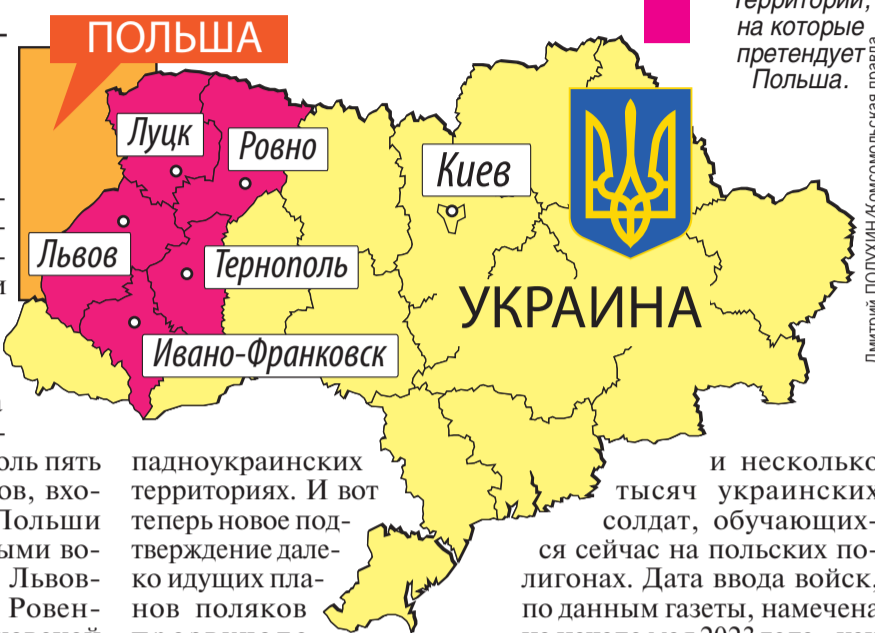 территории,
на которые
претендует
Польша.
Дмитрий ПОЛУХИН/Комсомольская правда
ПОЛЬША
Луцк
Ровно
Киев
Львов
Тернополь
УКРАИНА
Ивано-Франковск
пять
ов, вхо-
Польши
ыми во-
Львов-
Ровен-
падноукраинских
территориях. И вот
теперь новое под-
тверждение дале-
ко идущих пла-
нов поляков
и несколько
тысяч украинских
солдат, обучающих-
ся сейчас на польских по-
лигонах. Дата ввода войск,
по данным газеты, намечена